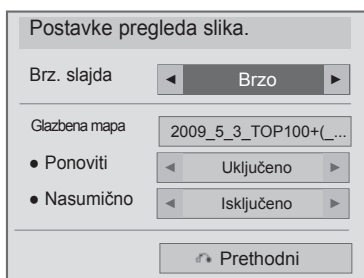 Postavke pregleda slika.
Brz. slajda ◄ Brzo ►
Glazbena mapa 2009_5_3_TOP100+(_...
● Ponoviti ◄ Uključeno ►
● Nasumično ◄ Isključeno ►
Prethodni